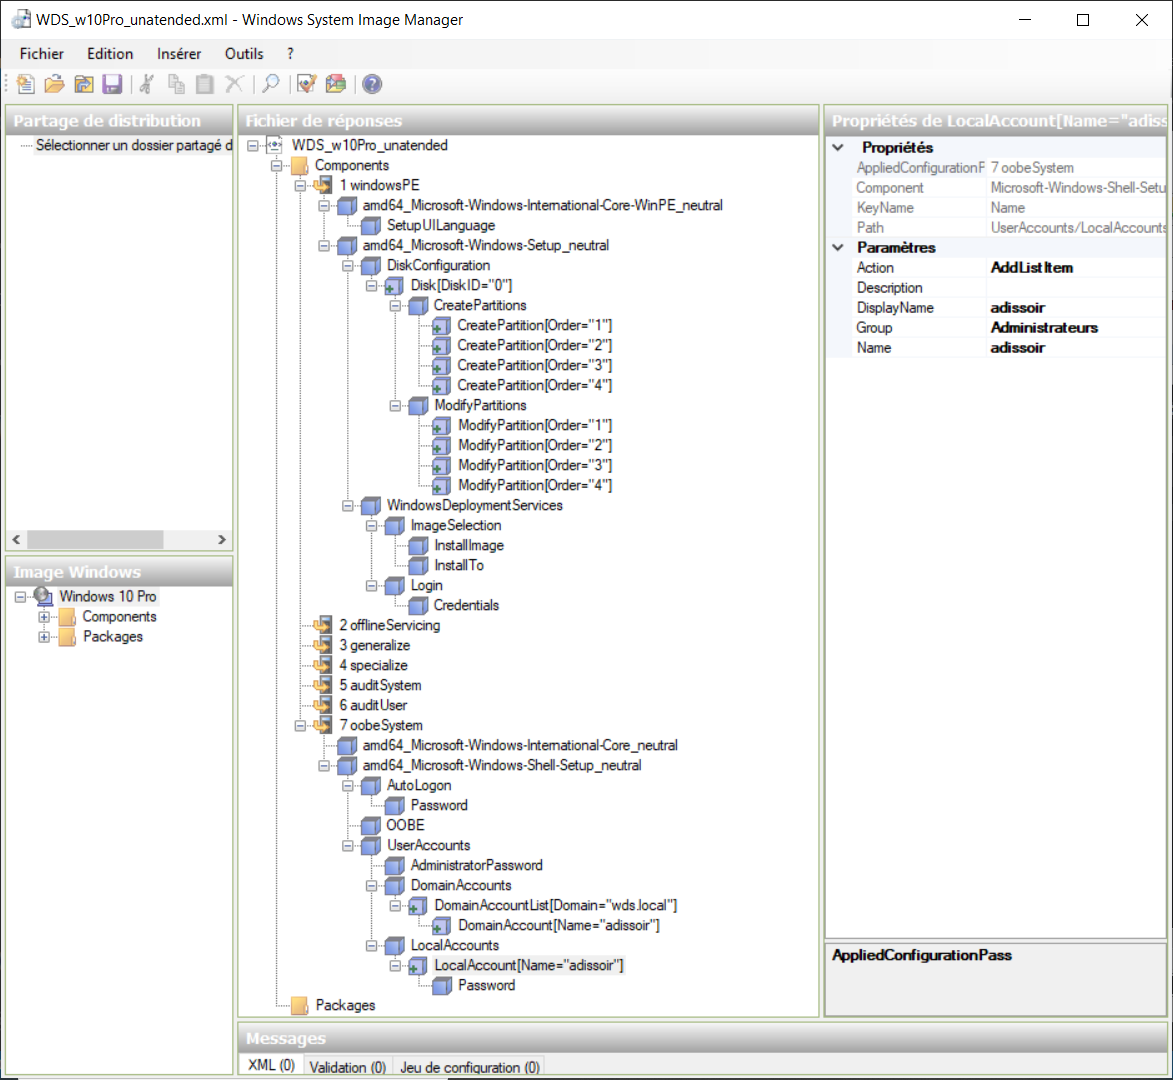 WDS_w10Pro_unatended.xml - Windows System Image Manager
Fichier Edition Insérer Outils ?
Partage de distribution
Sélectionner un dossier partagé d
Image Windows
Windows 10 Pro
Components
Packages
Fichier de réponses
WDS_w10Pro_unatended
Components
1 windowsPE
amd64_Microsoft-Windows-International-Core-WinPE_neutral
SetupUILanguage
amd64_Microsoft-Windows-Setup_neutral
DiskConfiguration
Disk[DiskID="0"]
CreatePartitions
CreatePartition[Order="1"]
CreatePartition[Order="2"]
CreatePartition[Order="3"]
CreatePartition[Order="4"]
ModifyPartitions
ModifyPartition[Order="1"]
ModifyPartition[Order="2"]
ModifyPartition[Order="3"]
ModifyPartition[Order="4"]
WindowsDeploymentServices
ImageSelection
InstallImage
InstallTo
Login
Credentials
2 offlineServicing
3 generalize
4 specialize
5 auditSystem
6 auditUser
7 oobeSystem
amd64_Microsoft-Windows-International-Core_neutral
amd64_Microsoft-Windows-Shell-Setup_neutral
AutoLogon
Password
OOBE
UserAccounts
AdministratorPassword
DomainAccounts
DomainAccountList[Domain="wds.local"]
DomainAccount[Name="adissoir"]
LocalAccounts
LocalAccount[Name="adissoir"]
Password
Packages
Propriétés de LocalAccount[Name="adiss
Propriétés
AppliedConfigurationP 7 oobeSystem
Component Microsoft-Windows-Shell-Setu
KeyName Name
Path UserAccounts/LocalAccounts
Paramètres
Action AddListItem
Description
DisplayName adissoir
Group Administrateurs
Name adissoir
AppliedConfigurationPass
Messages
XML (0) Validation (0) Jeu de configuration (0)